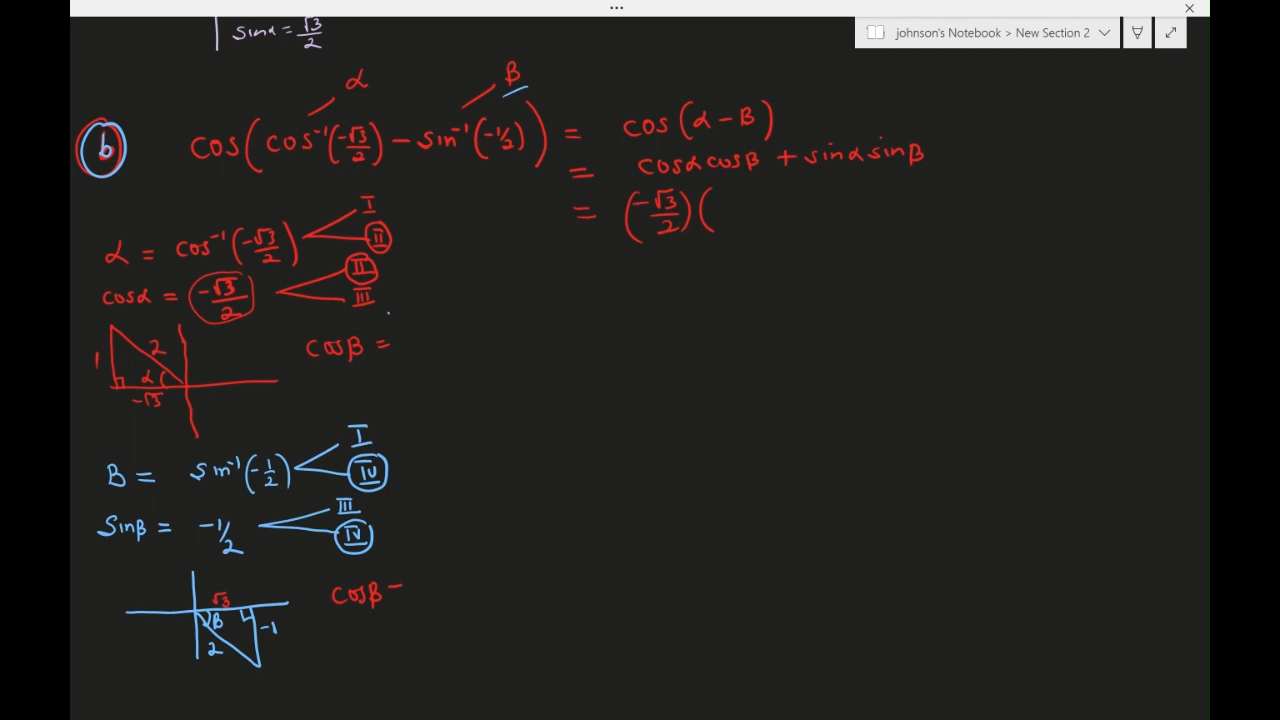 sinα = √3/2
johnson's Notebook > New Section 2
α
β
b cos(cos⁻¹(-√3/2) - sin⁻¹(-1/2)) = cos(α - β)
= cosα cosβ + sinα sinβ
= (-√3/2)(
α = cos⁻¹(-√3/2) I II
cosα = -√3/2 II III
1 2 α -√3
cosβ =
β = sin⁻¹(-1/2) I IV
sinβ = -1/2 III IV
√3 β 2 -1
cosβ -